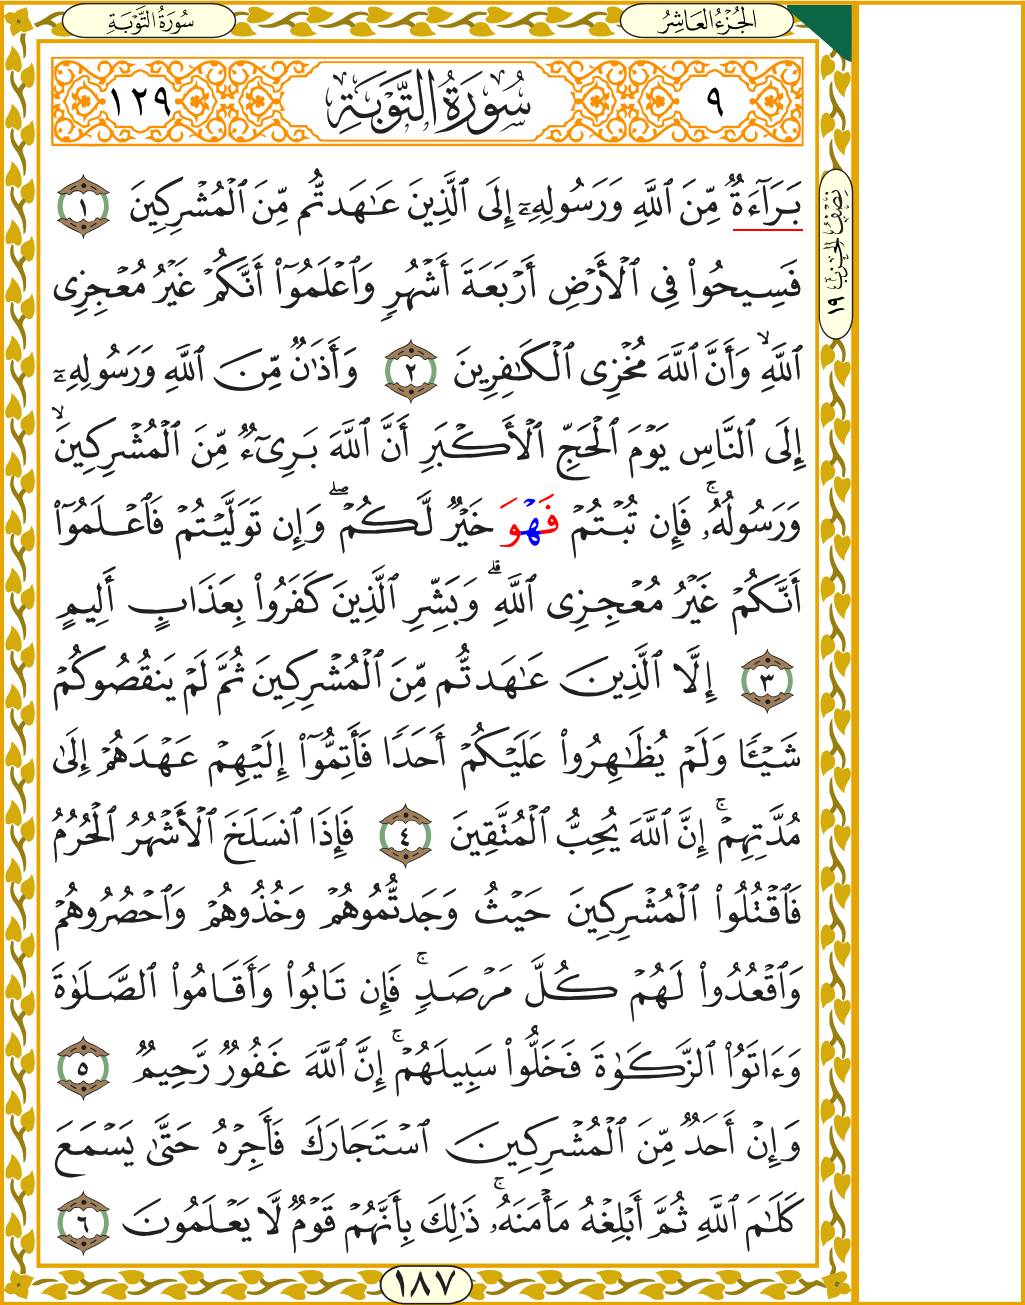 سُورَةُ التَّوْبَةِ
الجُزْءُ العَاشِرُ
٩
سُورَةُ التَّوْبَةِ
١٢٩
بَرَآءَةٌ مِّنَ ٱللَّهِ وَرَسُولِهِۦٓ إِلَى ٱلَّذِينَ عَـٰهَدتُّم مِّنَ ٱلْمُشْرِكِينَ ١
فَسِيحُوا۟ فِى ٱلْأَرْضِ أَرْبَعَةَ أَشْهُرٍ وَٱعْلَمُوٓا۟ أَنَّكُمْ غَيْرُ مُعْجِزِى
ٱللَّهِ ۙ وَأَنَّ ٱللَّهَ مُخْزِى ٱلْكَـٰفِرِينَ ٢ وَأَذَٰنٌ مِّنَ ٱللَّهِ وَرَسُولِهِۦٓ
إِلَى ٱلنَّاسِ يَوْمَ ٱلْحَجِّ ٱلْأَكْبَرِ أَنَّ ٱللَّهَ بَرِىٓءٌ مِّنَ ٱلْمُشْرِكِينَ ۙ
وَرَسُولُهُۥ ۚ فَإِن تُبْتُمْ فَهْوَ خَيْرٌ لَّكُمْ ۖ وَإِن تَوَلَّيْتُمْ فَٱعْلَمُوٓا۟
أَنَّكُمْ غَيْرُ مُعْجِزِى ٱللَّهِ ۗ وَبَشِّرِ ٱلَّذِينَ كَفَرُوا۟ بِعَذَابٍ أَلِيمٍ
٣ إِلَّا ٱلَّذِينَ عَـٰهَدتُّم مِّنَ ٱلْمُشْرِكِينَ ثُمَّ لَمْ يَنقُصُوكُمْ
شَيْـًٔا وَلَمْ يُظَـٰهِرُوا۟ عَلَيْكُمْ أَحَدًا فَأَتِمُّوٓا۟ إِلَيْهِمْ عَهْدَهُمْ إِلَىٰ
مُدَّتِهِمْ ۚ إِنَّ ٱللَّهَ يُحِبُّ ٱلْمُتَّقِينَ ٤ فَإِذَا ٱنسَلَخَ ٱلْأَشْهُرُ ٱلْحُرُمُ
فَٱقْتُلُوا۟ ٱلْمُشْرِكِينَ حَيْثُ وَجَدتُّمُوهُمْ وَخُذُوهُمْ وَٱحْصُرُوهُمْ
وَٱقْعُدُوا۟ لَهُمْ كُلَّ مَرْصَدٍ ۚ فَإِن تَابُوا۟ وَأَقَامُوا۟ ٱلصَّلَوٰةَ
وَءَاتَوُا۟ ٱلزَّكَوٰةَ فَخَلُّوا۟ سَبِيلَهُمْ ۚ إِنَّ ٱللَّهَ غَفُورٌ رَّحِيمٌ ٥
وَإِنْ أَحَدٌ مِّنَ ٱلْمُشْرِكِينَ ٱسْتَجَارَكَ فَأَجِرْهُ حَتَّىٰ يَسْمَعَ
كَلَـٰمَ ٱللَّهِ ثُمَّ أَبْلِغْهُ مَأْمَنَهُۥ ۚ ذَٰلِكَ بِأَنَّهُمْ قَوْمٌ لَّا يَعْلَمُونَ ٦
نِصْفُ الحِزْبِ ١٩
١٨٧